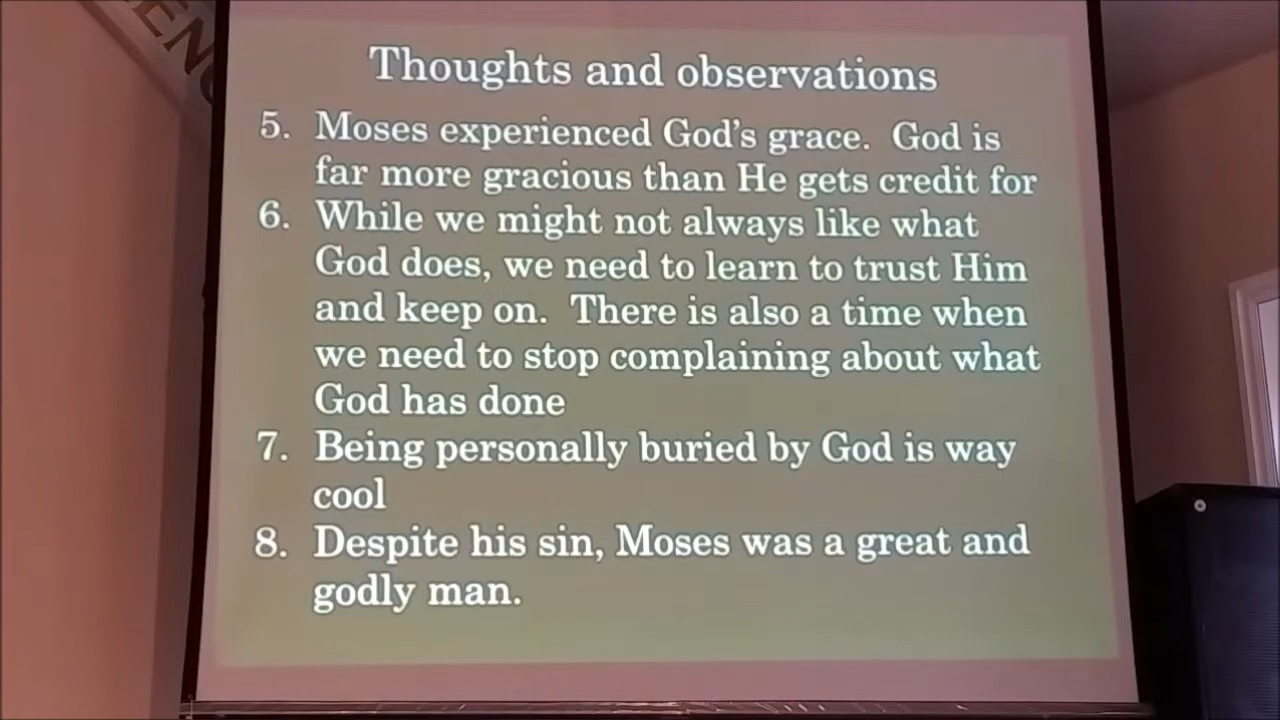 Thoughts and observations
5. Moses experienced God's grace. God is
far more gracious than He gets credit for
6. While we might not always like what
God does, we need to learn to trust Him
and keep on. There is also a time when
we need to stop complaining about what
God has done
7. Being personally buried by God is way
cool
8. Despite his sin, Moses was a great and
godly man.